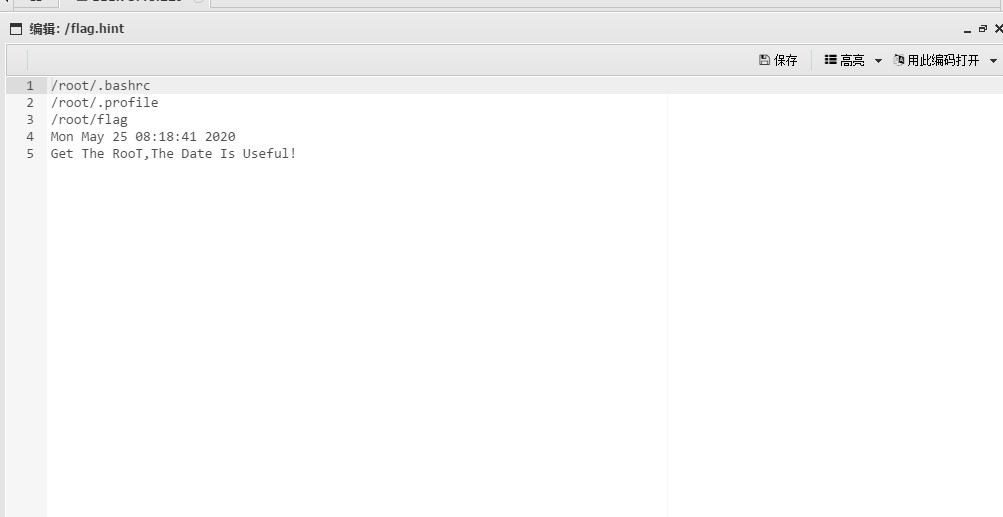 编辑: /flag.hint
保存 高亮 用此编码打开
1 /root/.bashrc
2 /root/.profile
3 /root/flag
4 Mon May 25 08:18:41 2020
5 Get The RooT,The Date Is Useful!